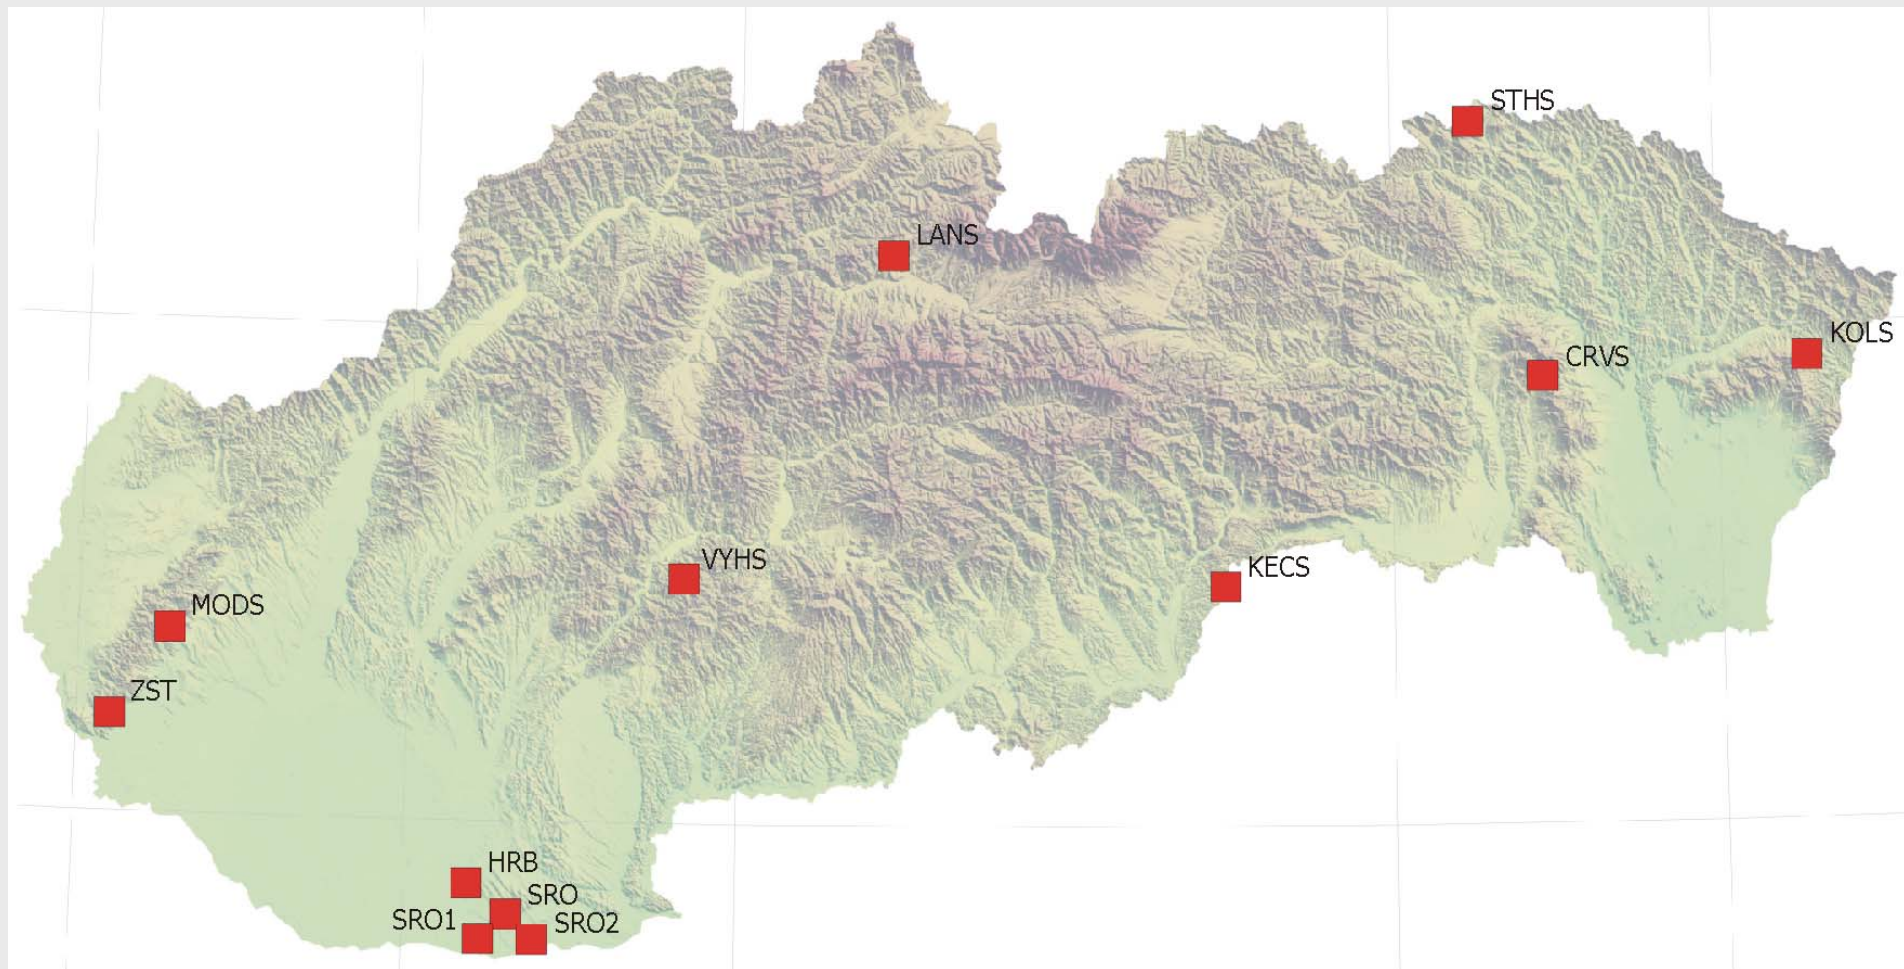 STHS
LANS
KOLS
CRVS
VYHS
KECS
MODS
ZST
HRB
SRO
SRO1
SRO2